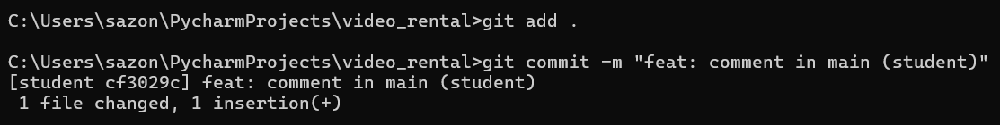 C:\Users\sazon\PycharmProjects\video_rental>git add .
C:\Users\sazon\PycharmProjects\video_rental>git commit -m "feat: comment in main (student)"
[student cf3029c] feat: comment in main (student)
 1 file changed, 1 insertion(+)